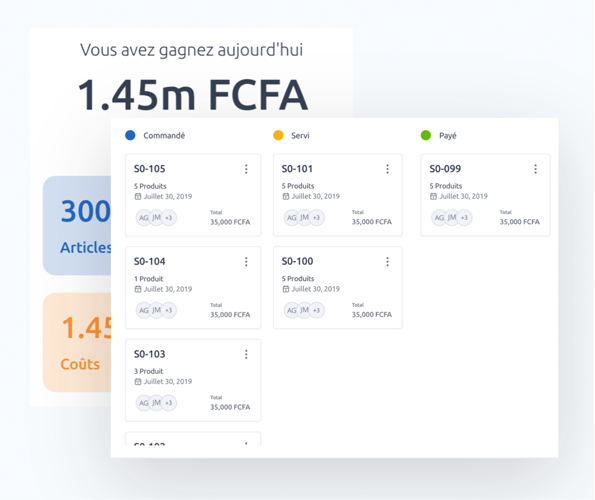 Vous avez gagnez aujourd'hui
1.45m FCFA
300
Articles
1.45
Coûts
Commandé
S0-105
5 Produits
Juillet 30, 2019
AG JM +3
Total
35,000 FCFA
S0-104
1 Produit
Juillet 30, 2019
AG JM +3
Total
35,000 FCFA
S0-103
3 Produit
Juillet 30, 2019
AG JM +3
Total
35,000 FCFA
Servi
S0-101
5 Produits
Juillet 30, 2019
AG JM +3
Total
35,000 FCFA
S0-100
5 Produits
Juillet 30, 2019
AG JM +3
Total
35,000 FCFA
Payé
S0-099
5 Produits
Juillet 30, 2019
AG JM +3
Total
35,000 FCFA